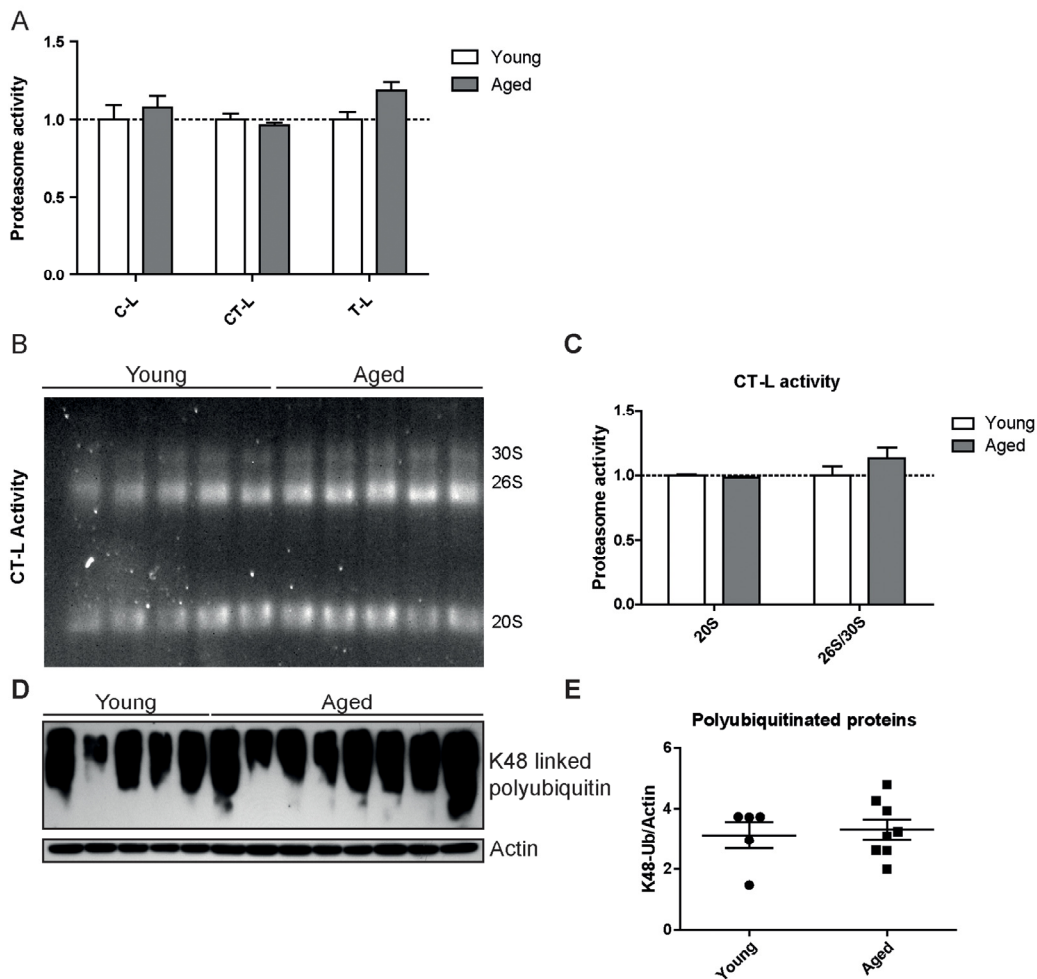 A
1.5
1.0
0.5
0.0
Proteasome activity
C-L
CT-L
T-L
Young
Aged
B
Young
Aged
CT-L Activity
30S
26S
20S
C
CT-L activity
1.5
1.0
0.5
0.0
Proteasome activity
20S
26S/30S
Young
Aged
D
Young
Aged
K48 linked
polyubiquitin
Actin
E
Polyubiquitinated proteins
6
4
2
0
K48-Ub/Actin
Young
Aged